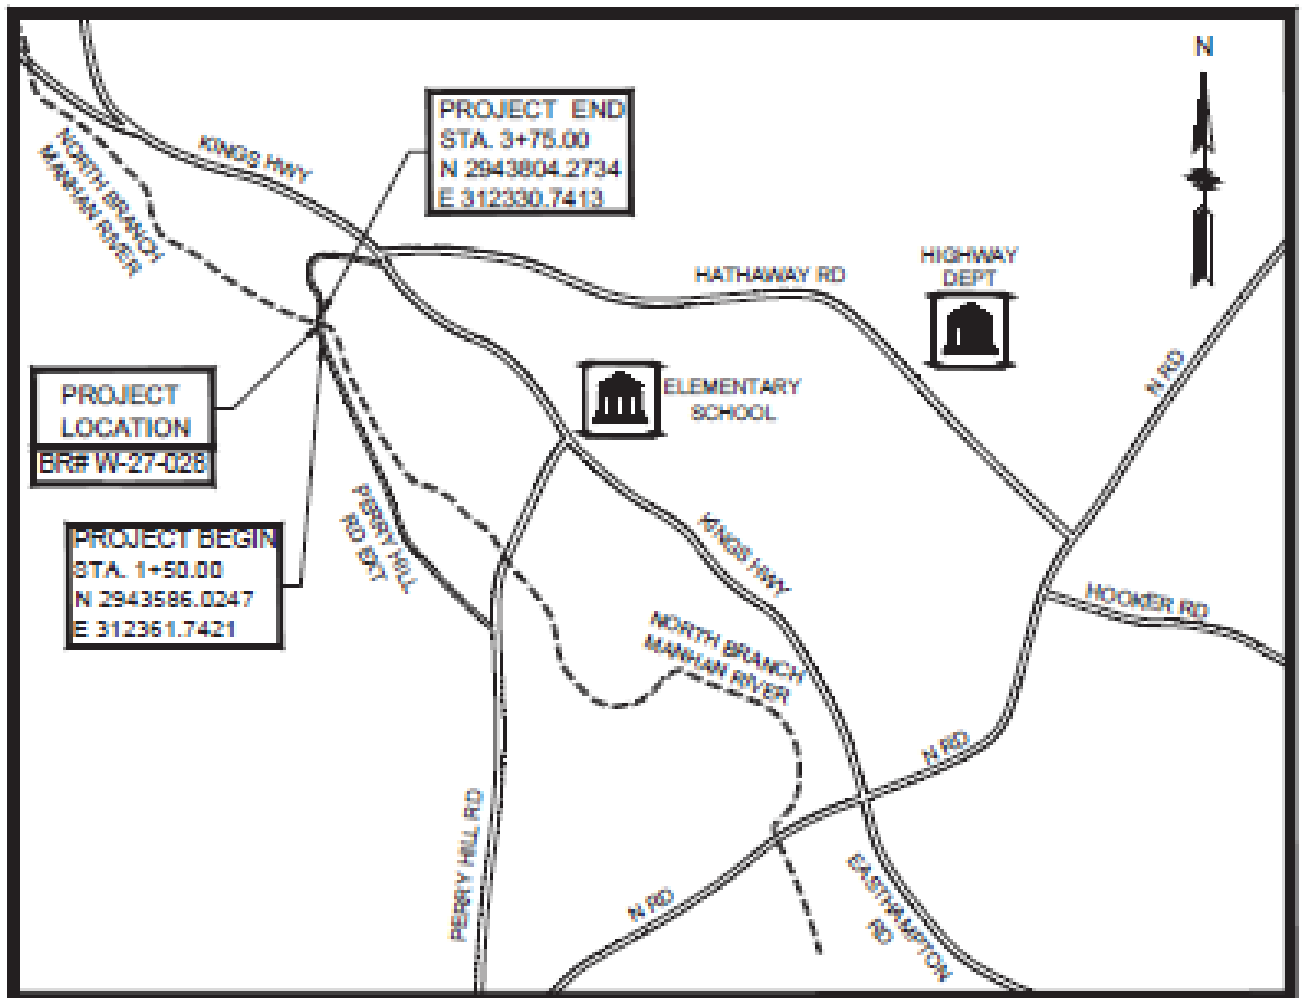 N
PROJECT END
STA. 3+75.00
N 2943804.2734
E 312330.7413
KINGS HWY
NORTH BRANCH
MANHAN RIVER
HATHAWAY RD
HIGHWAY
DEPT
N RD
PROJECT
LOCATION
BR# W-27-028
ELEMENTARY
SCHOOL
PROJECT BEGIN
STA. 1+50.00
N 2943586.0247
E 312361.7421
PERRY HILL
RD EXT
KINGS HWY
HOOKER RD
NORTH BRANCH
MANHAN RIVER
N RD
PERRY HILL RD
N RD
EASTHAMPTON
RD